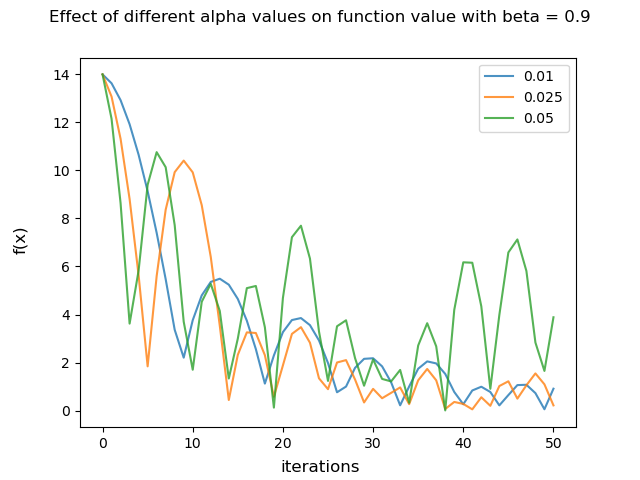 Effect of different alpha values on function value with beta = 0.9
0.01
0.025
0.05
14
12
10
8
6
4
2
0
f(x)
0 10 20 30 40 50
iterations